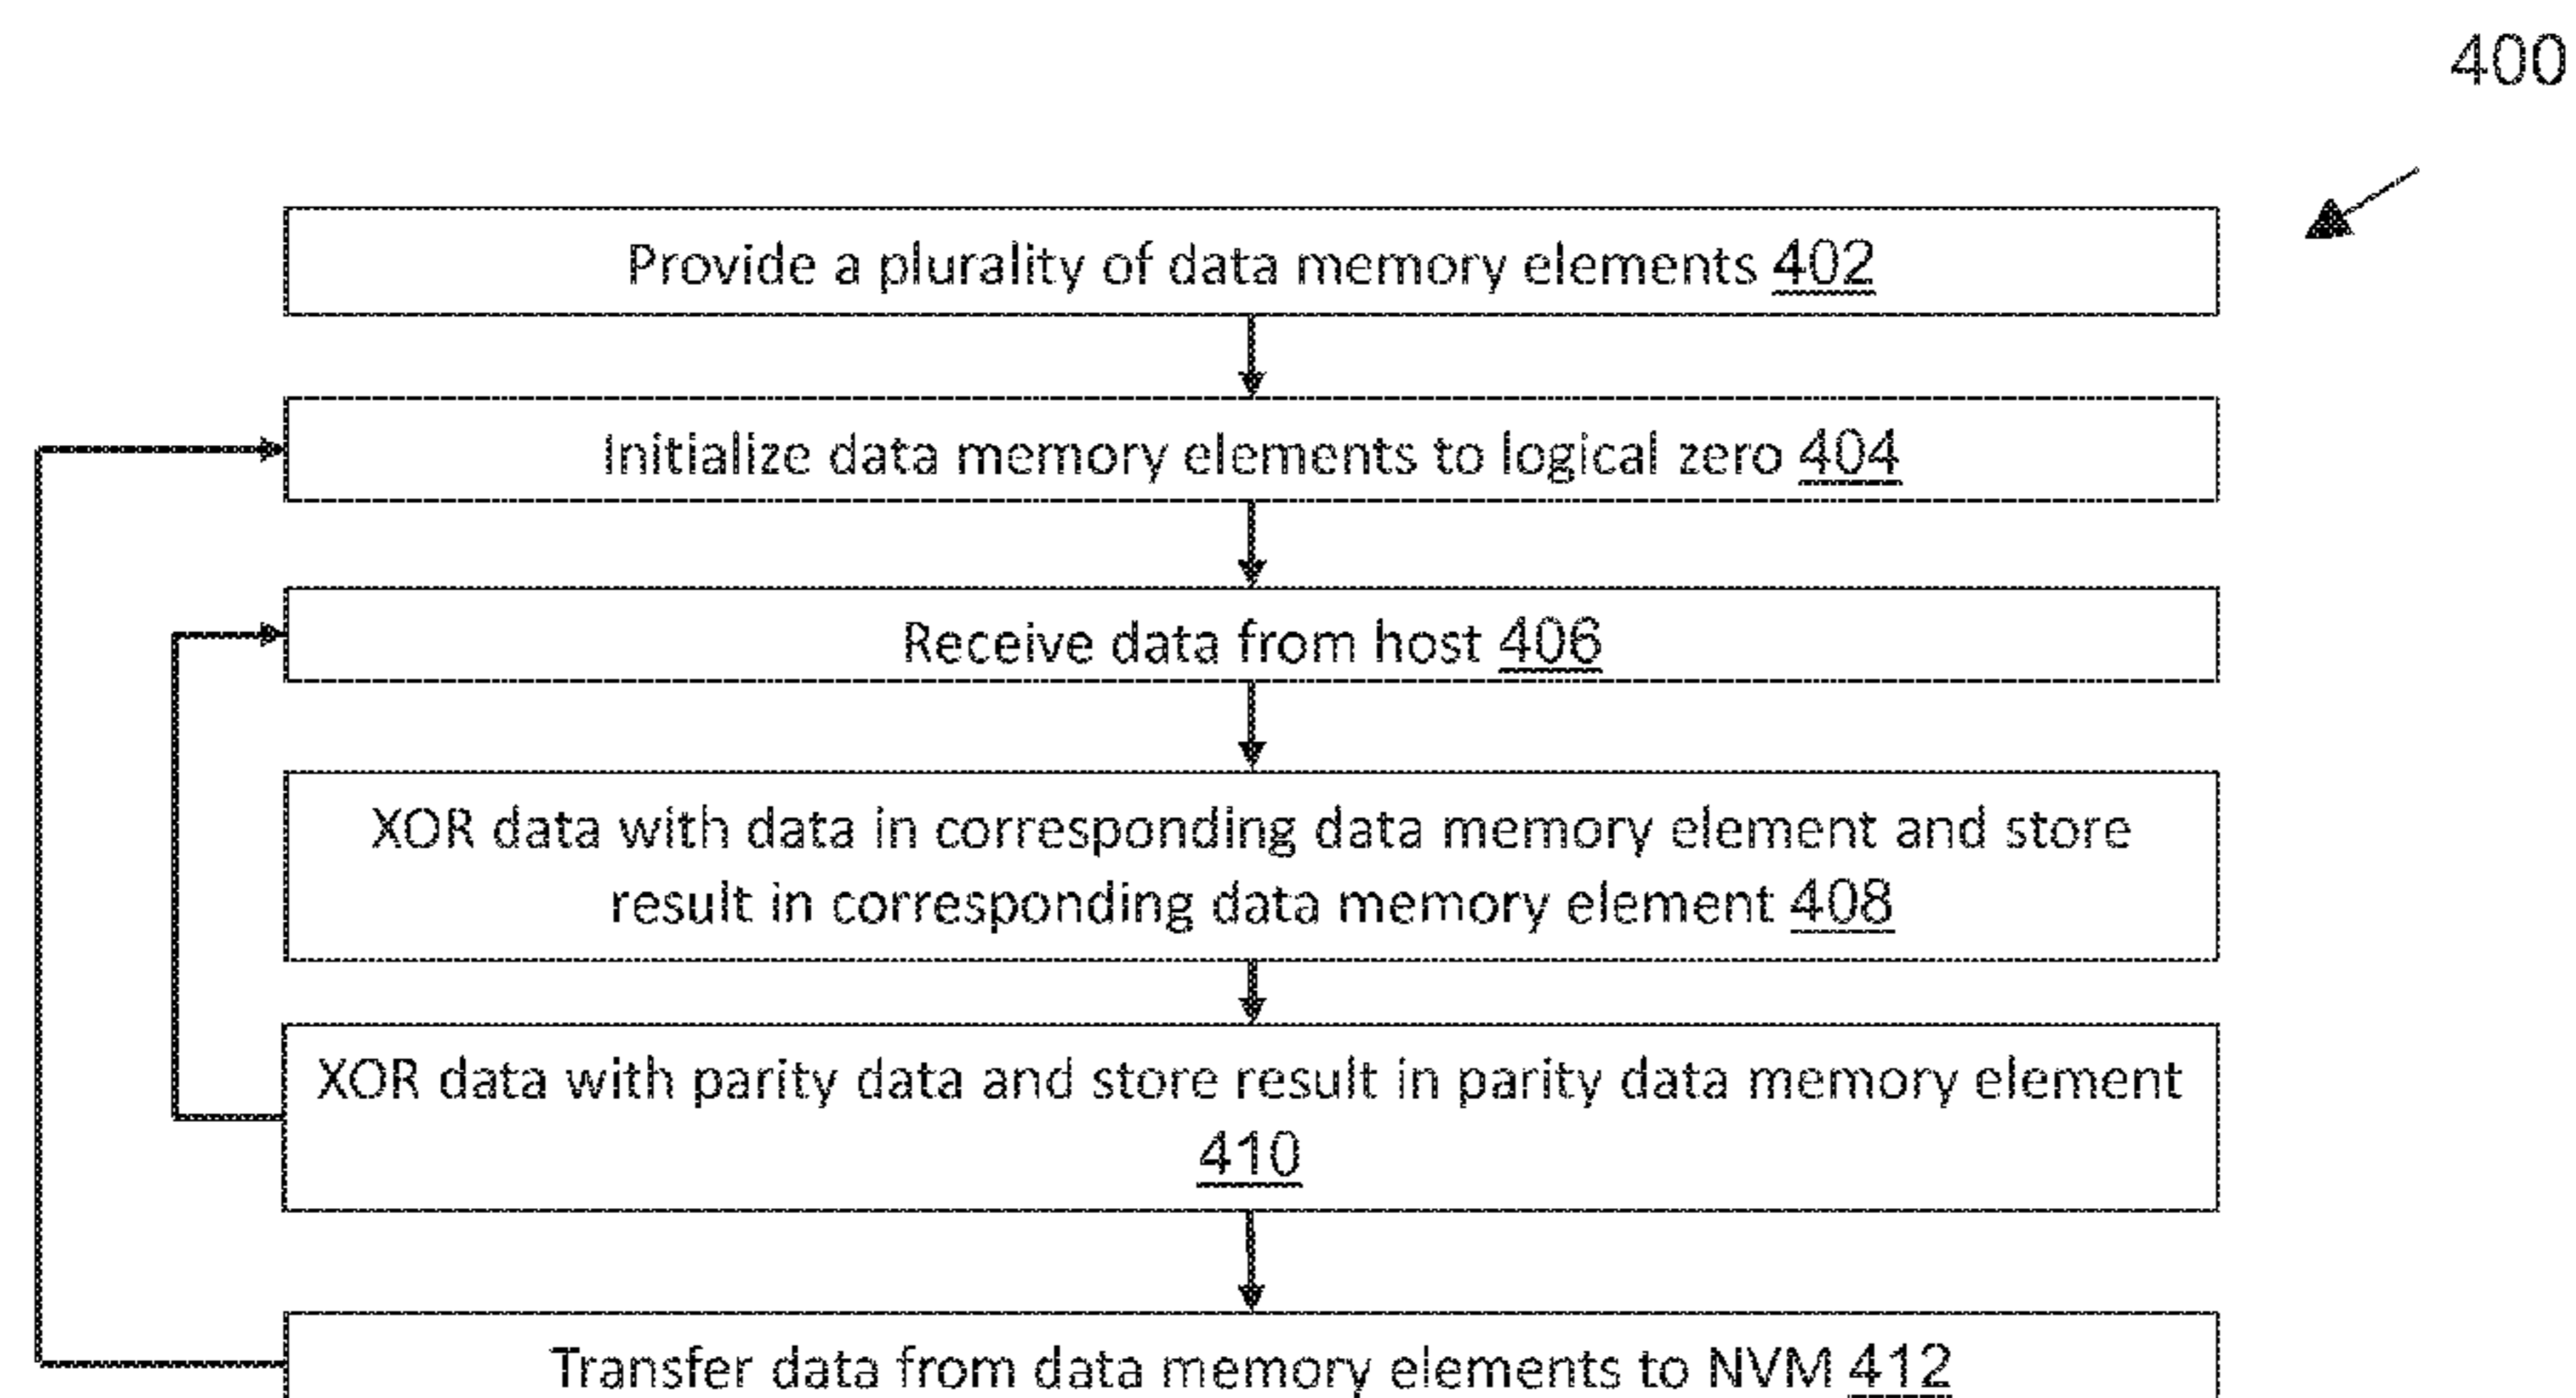 400
Provide a plurality of data memory elements 402
Initialize data memory elements to logical zero 404
Receive data from host 406
XOR data with data in corresponding data memory element and store
result in corresponding data memory element 408
XOR data with parity data and store result in parity data memory element
410
Transfer data from data memory elements to NVM 412